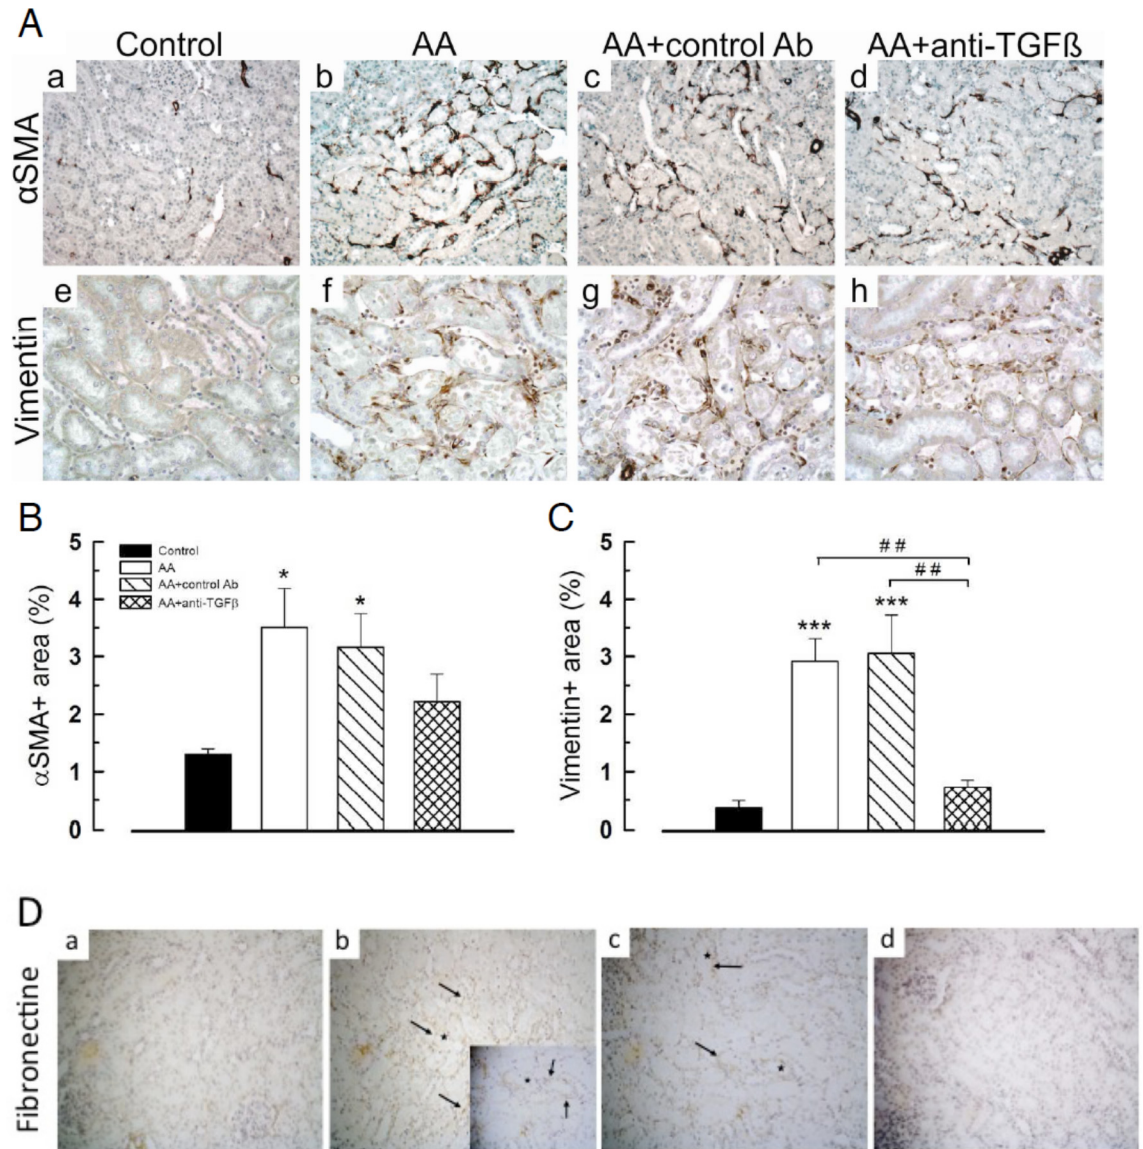 A
Control AA AA+control Ab AA+anti-TGFß
a b c d
αSMA
e f g h
Vimentin
B
αSMA+ area (%)
5
4
3
2
1
0
Control
AA
AA+control Ab
AA+anti-TGFβ
*
*
C
Vimentin+ area (%)
5
4
3
2
1
0
# #
# #
***
***
D
a b c d
Fibronectine
*
*
*
*